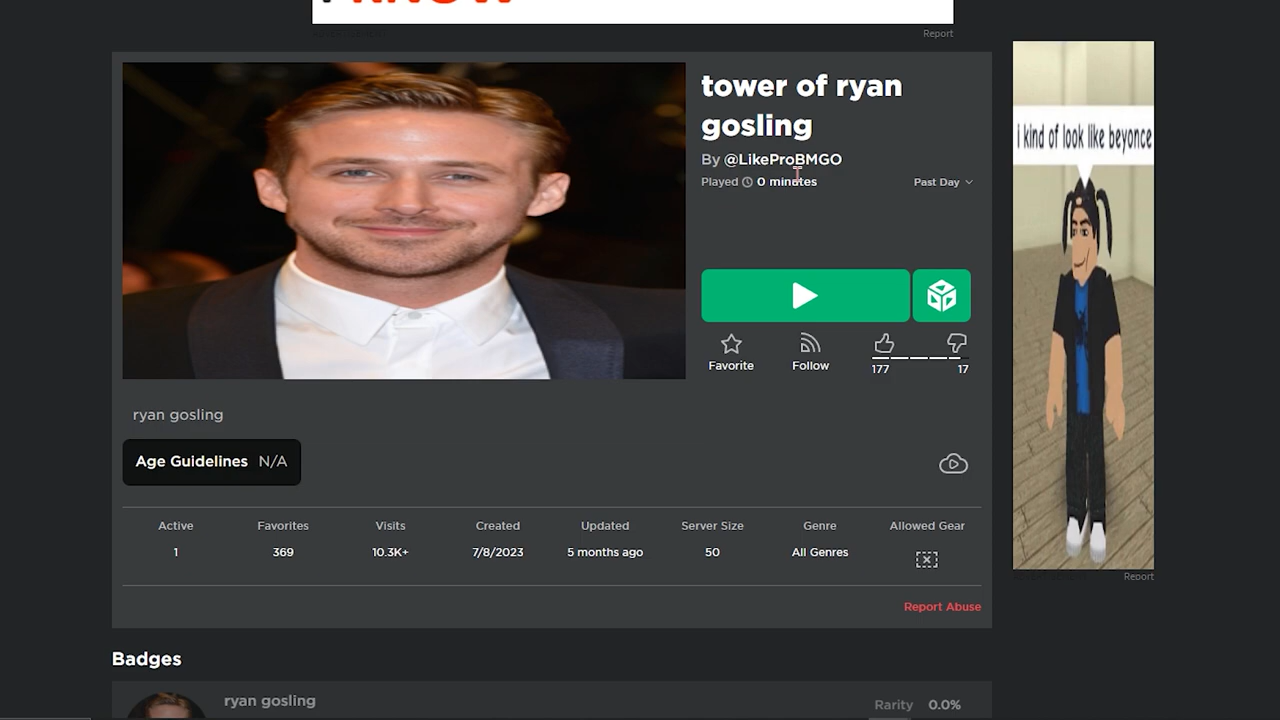 Report
tower of ryan
gosling
By @LikeProBMGO
Played 0 minutes
Past Day
i kind of look like beyonce
Favorite
Follow
177
17
ryan gosling
Age Guidelines N/A
Active Favorites Visits Created Updated Server Size Genre Allowed Gear
1 369 10.3K+ 7/8/2023 5 months ago 50 All Genres
Report
Report Abuse
Badges
ryan gosling
Rarity 0.0%